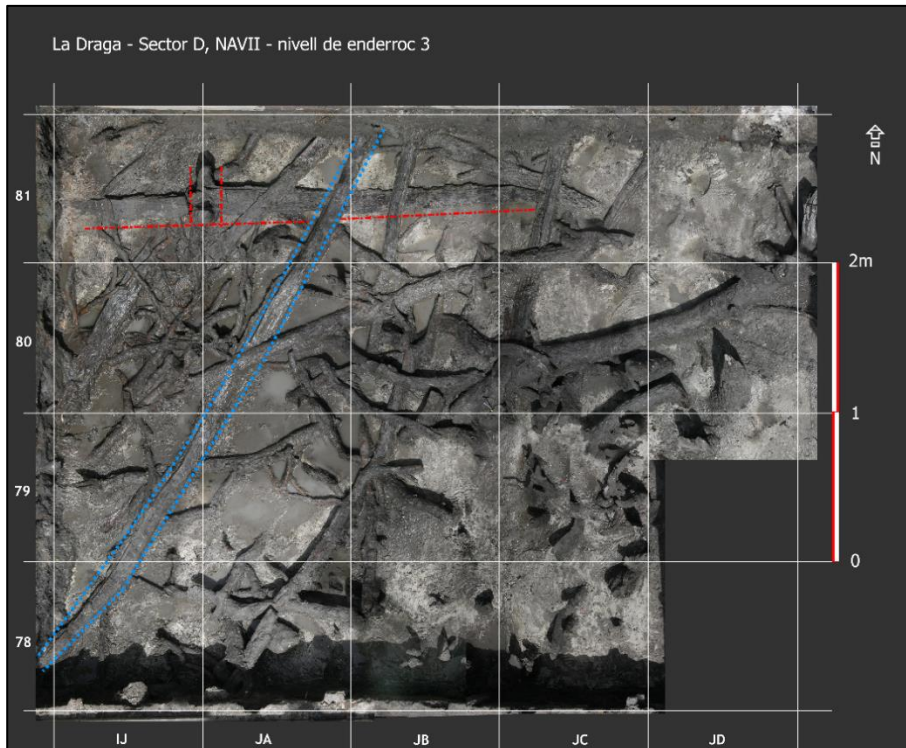 La Draga - Sector D, NAVII - nivell de enderroc 3
N
81
2m
80
1
79
0
78
IJ JA JB JC JD